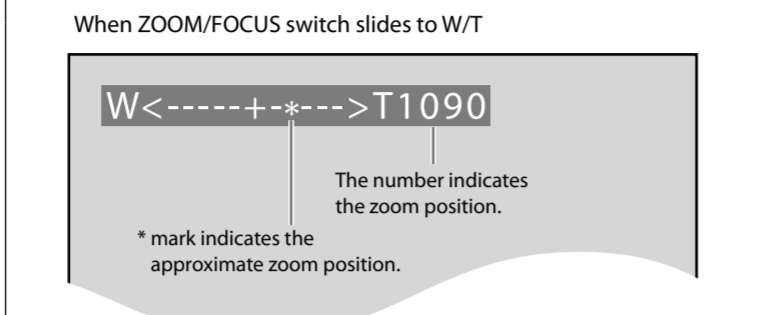 When ZOOM/FOCUS switch slides to W/T
W<-----+-*--->T1090
The number indicates
the zoom position.
* mark indicates the
approximate zoom position.